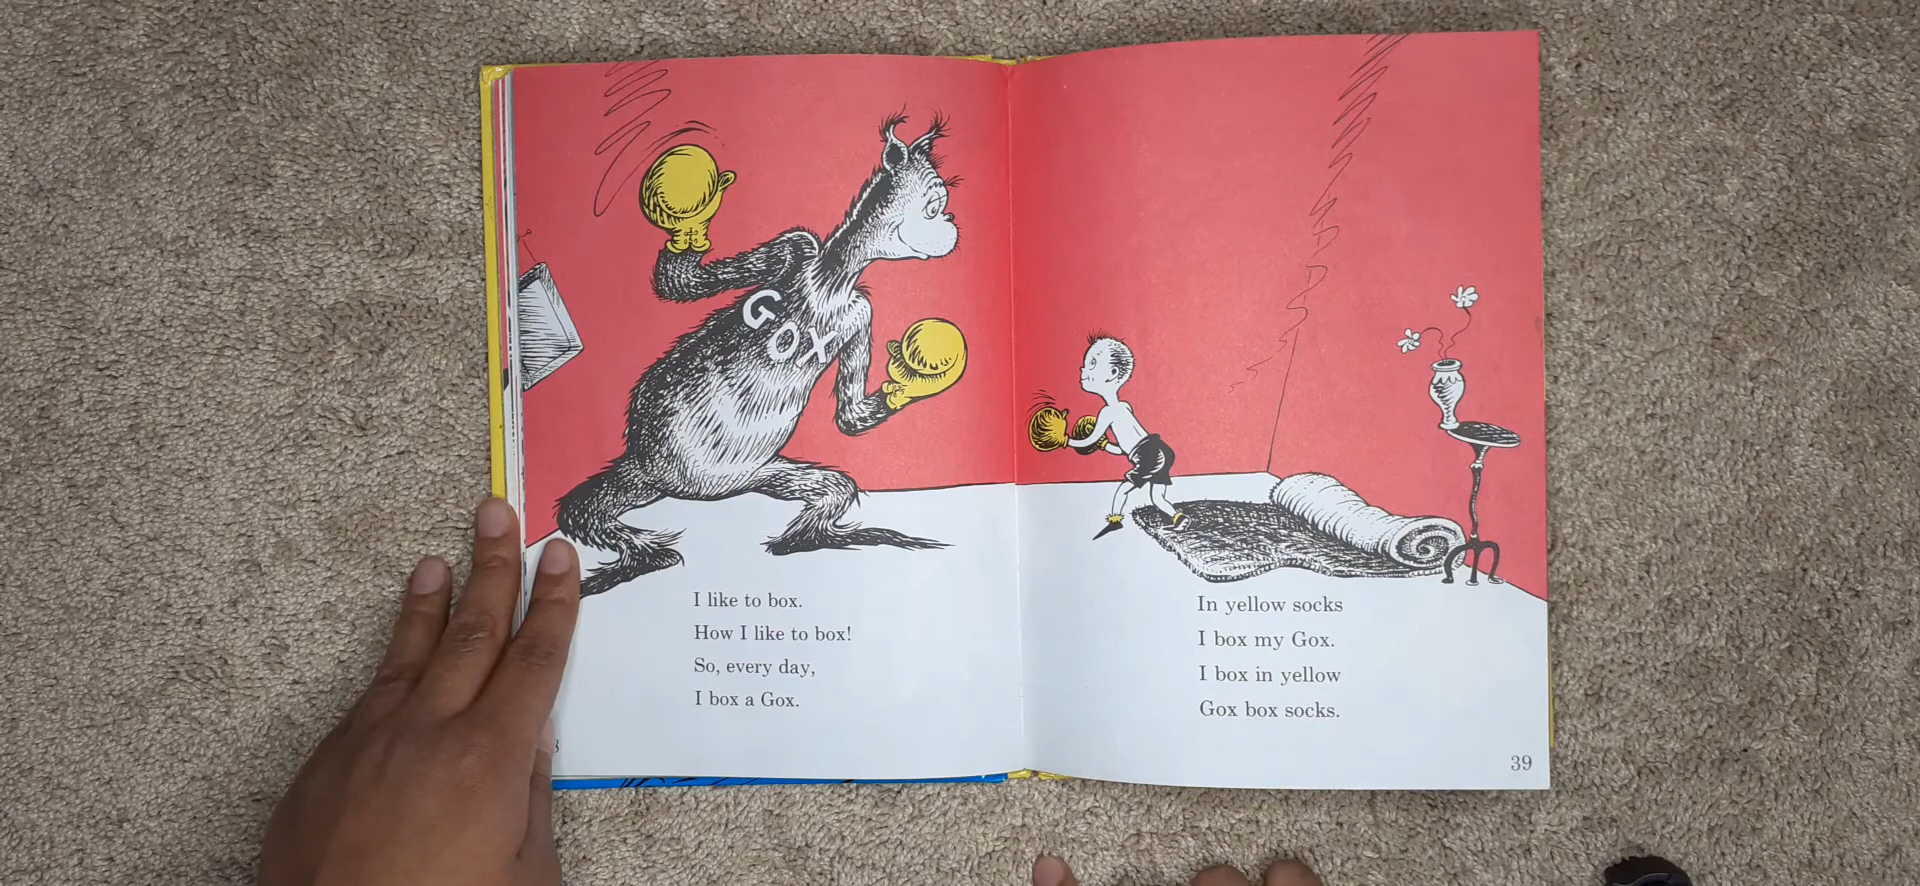 GOX
I like to box.
How I like to box!
So, every day,
I box a Gox.
In yellow socks
I box my Gox.
I box in yellow
Gox box socks.
39